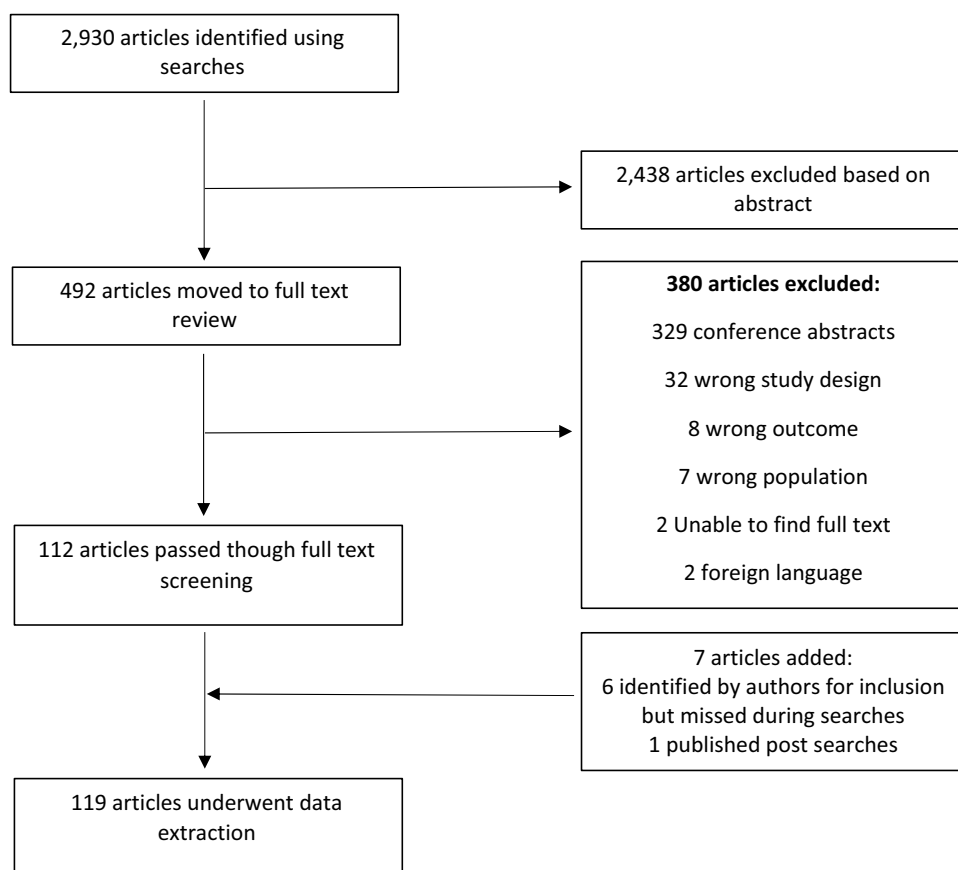 2,930 articles identified using
searches
2,438 articles excluded based on
abstract
492 articles moved to full text
review
380 articles excluded:
329 conference abstracts
32 wrong study design
8 wrong outcome
7 wrong population
2 Unable to find full text
2 foreign language
112 articles passed though full text
screening
7 articles added:
6 identified by authors for inclusion
but missed during searches
1 published post searches
119 articles underwent data
extraction